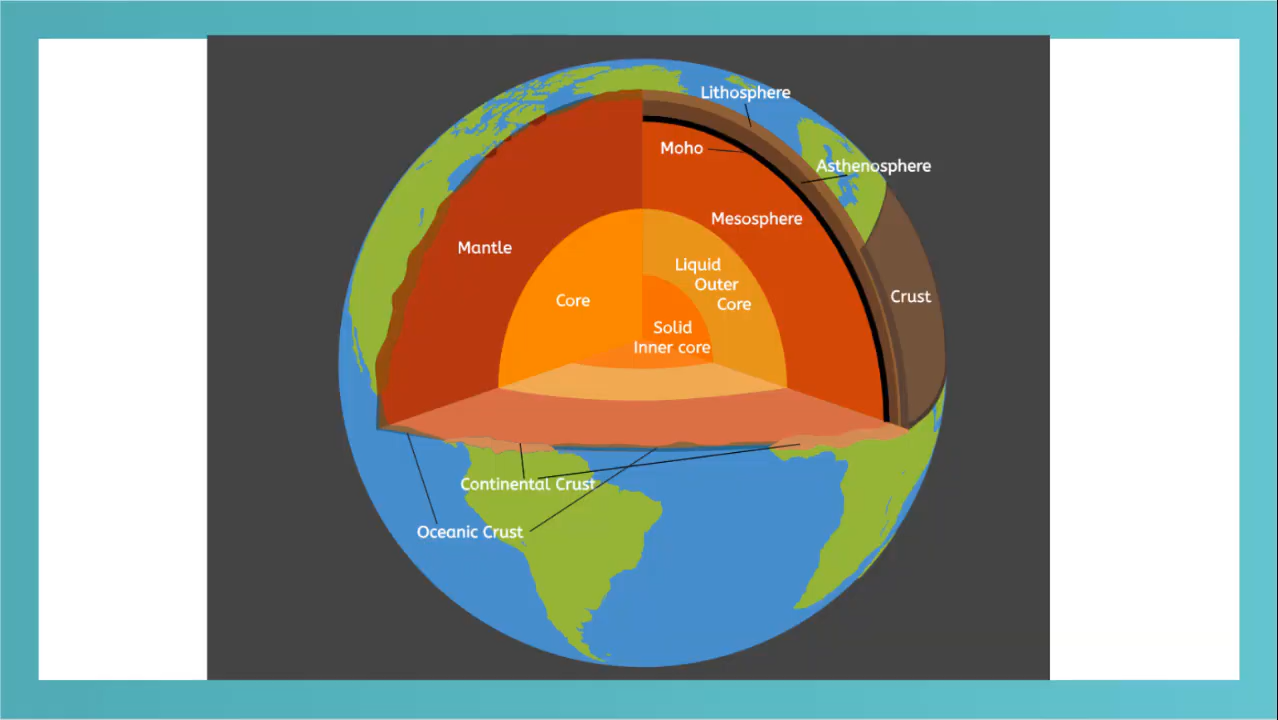 Lithosphere
Moho
Asthenosphere
Mesosphere
Mantle
Liquid
Outer
Core
Crust
Core
Solid
Inner core
Continental Crust
Oceanic Crust